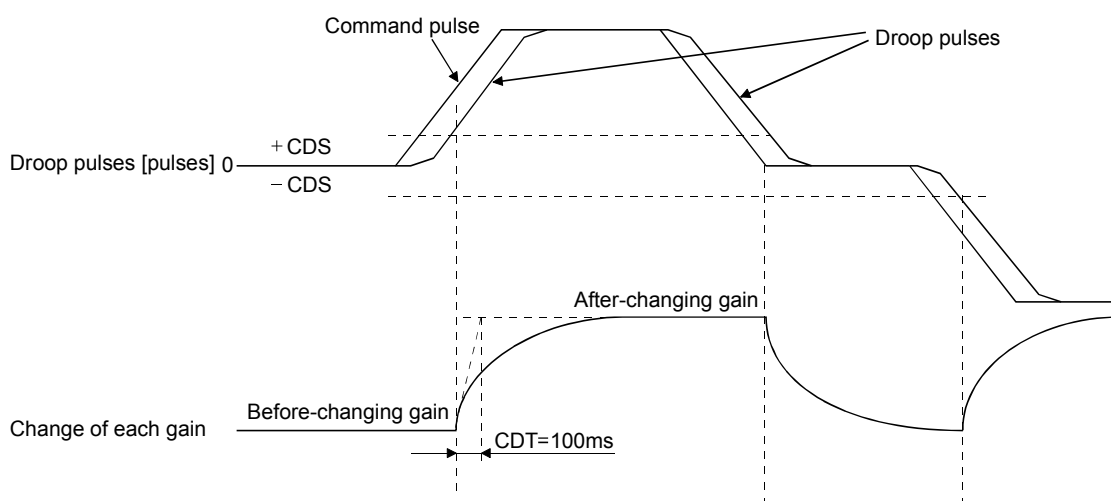 Command pulse
Droop pulses
+CDS
Droop pulses [pulses] 0
-CDS
After-changing gain
Before-changing gain
Change of each gain
CDT=100ms